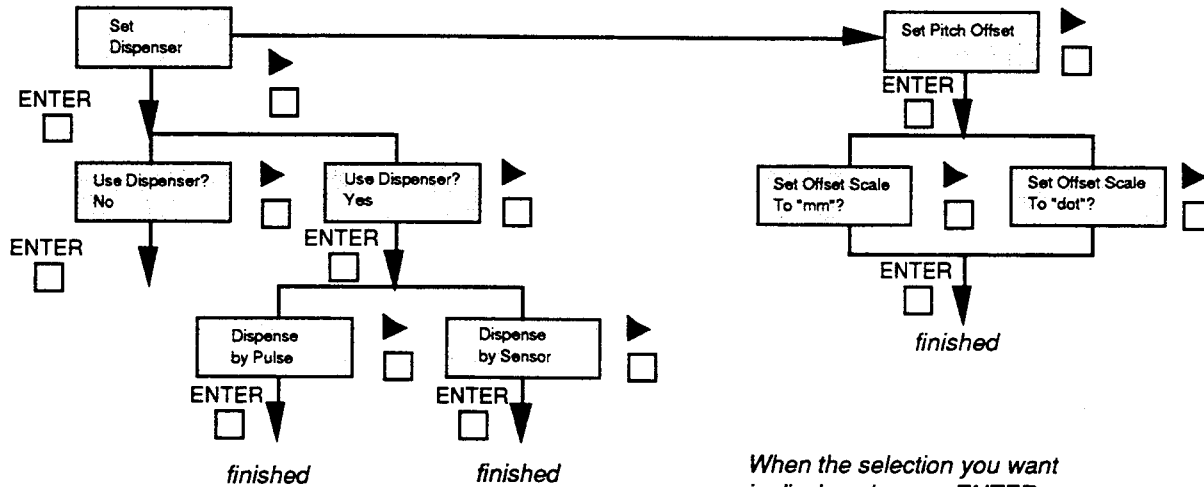 Set
Dispenser
Set Pitch Offset
ENTER
ENTER
Use Dispenser?
No
Use Dispenser?
Yes
Set Offset Scale
To "mm"?
Set Offset Scale
To "dot"?
ENTER
ENTER
ENTER
Dispense
by Pulse
Dispense
by Sensor
finished
ENTER
ENTER
finished
finished
When the selection you want